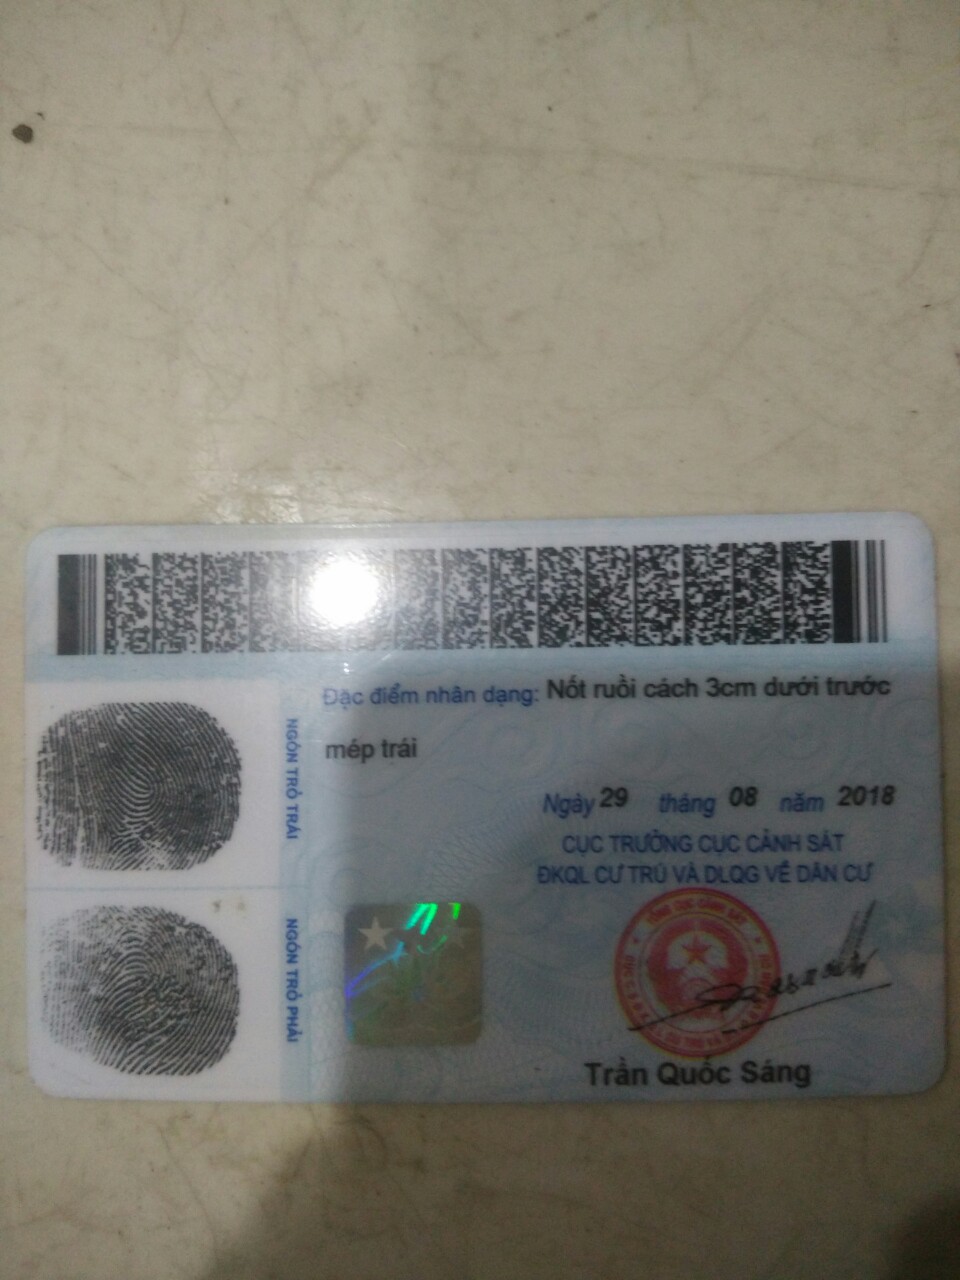 Đặc điểm nhân dạng: Nốt ruồi cách 3cm dưới trước
mép trái
NGÓN TRỎ TRÁI
Ngày 29 tháng 08 năm 2018
CỤC TRƯỞNG CỤC CẢNH SÁT
ĐKQL CƯ TRÚ VÀ DLQG VỀ DÂN CƯ
NGÓN TRỎ PHẢI
Trần Quốc Sáng